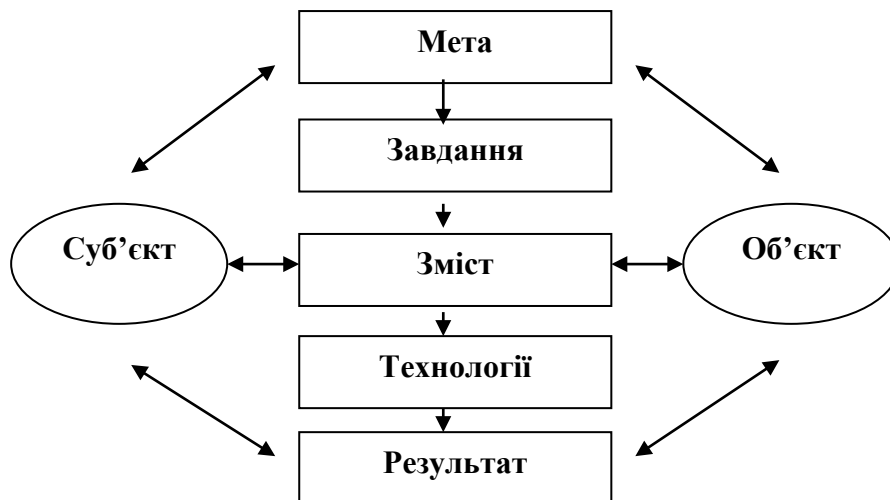 Мета
Завдання
Суб’єкт
Зміст
Об’єкт
Технології
Результат